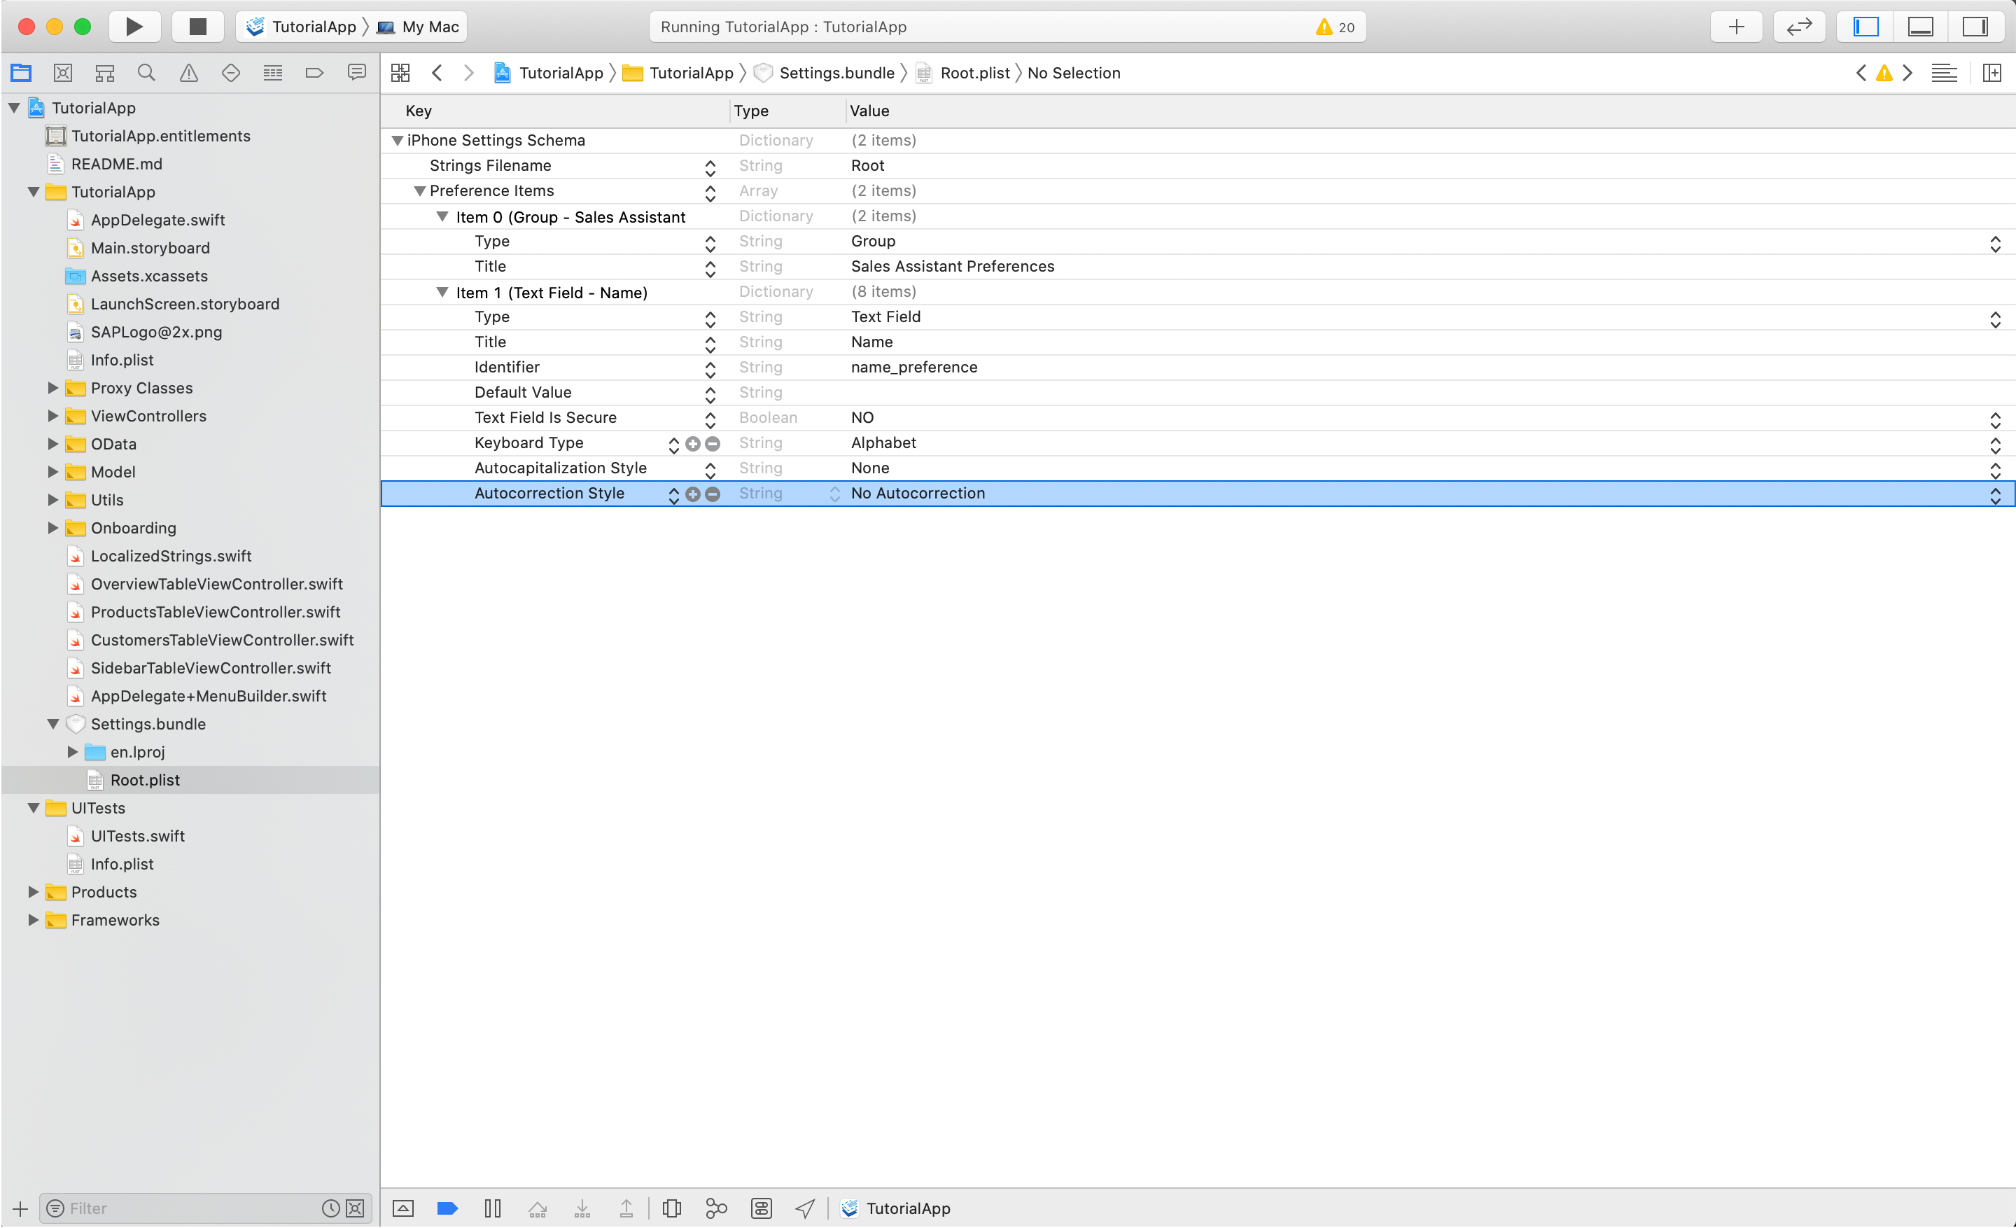 TutorialApp My Mac Running TutorialApp : TutorialApp 20
TutorialApp TutorialApp Settings.bundle Root.plist No Selection
TutorialApp
TutorialApp.entitlements
README.md
TutorialApp
AppDelegate.swift
Main.storyboard
Assets.xcassets
LaunchScreen.storyboard
SAPLogo@2x.png
Info.plist
Proxy Classes
ViewControllers
OData
Model
Utils
Onboarding
LocalizedStrings.swift
OverviewTableViewController.swift
ProductsTableViewController.swift
CustomersTableViewController.swift
SidebarTableViewController.swift
AppDelegate+MenuBuilder.swift
Settings.bundle
en.lproj
Root.plist
UITests
UITests.swift
Info.plist
Products
Frameworks
Filter
Key Type Value
iPhone Settings Schema Dictionary (2 items)
Strings Filename String Root
Preference Items Array (2 items)
Item 0 (Group - Sales Assistant Dictionary (2 items)
Type String Group
Title String Sales Assistant Preferences
Item 1 (Text Field - Name) Dictionary (8 items)
Type String Text Field
Title String Name
Identifier String name_preference
Default Value String
Text Field Is Secure Boolean NO
Keyboard Type String Alphabet
Autocapitalization Style String None
Autocorrection Style String No Autocorrection
TutorialApp